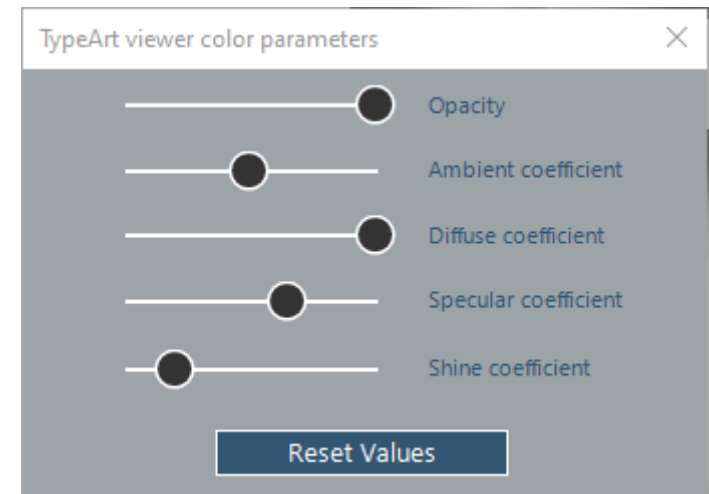 TypeArt viewer color parameters
Opacity
Ambient coefficient
Diffuse coefficient
Specular coefficient
Shine coefficient
Reset Values